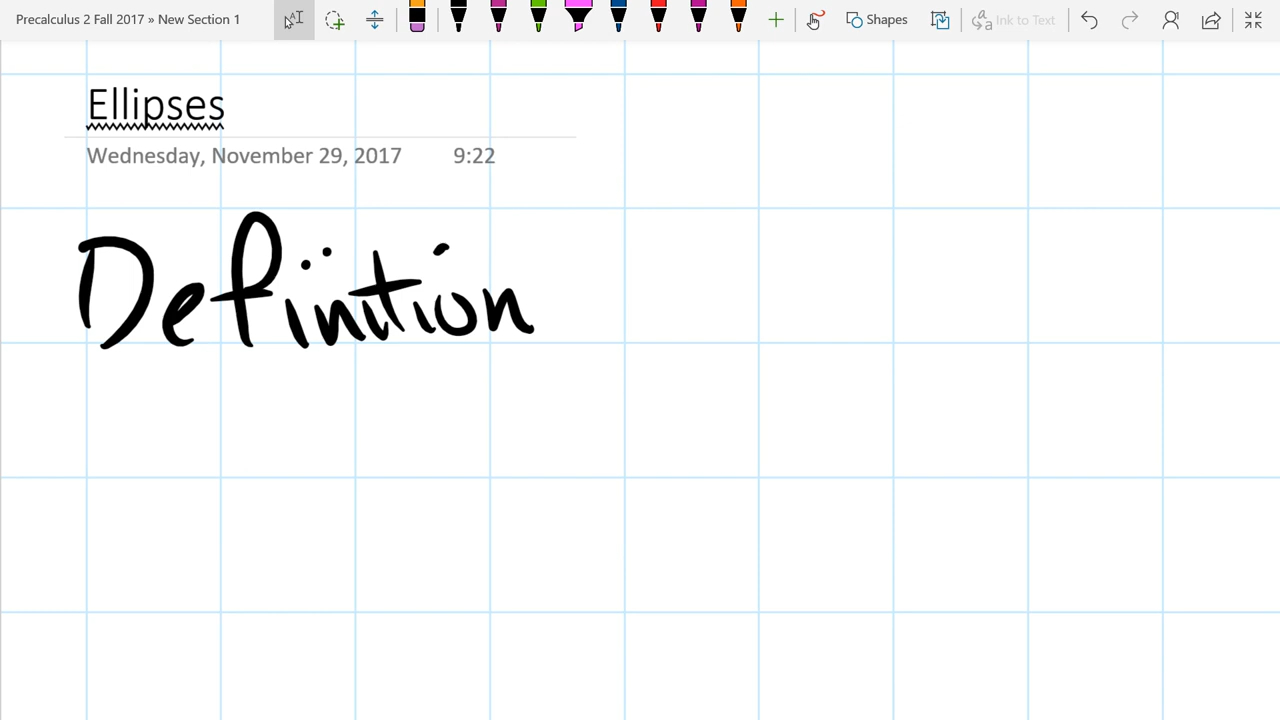 Precalculus 2 Fall 2017 » New Section 1
Shapes
Ink to Text
Ellipses
Wednesday, November 29, 2017 9:22
Definition